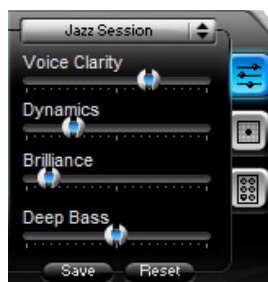 Jazz Session
Voice Clarity
Dynamics
Brilliance
Deep Bass
Save Reset